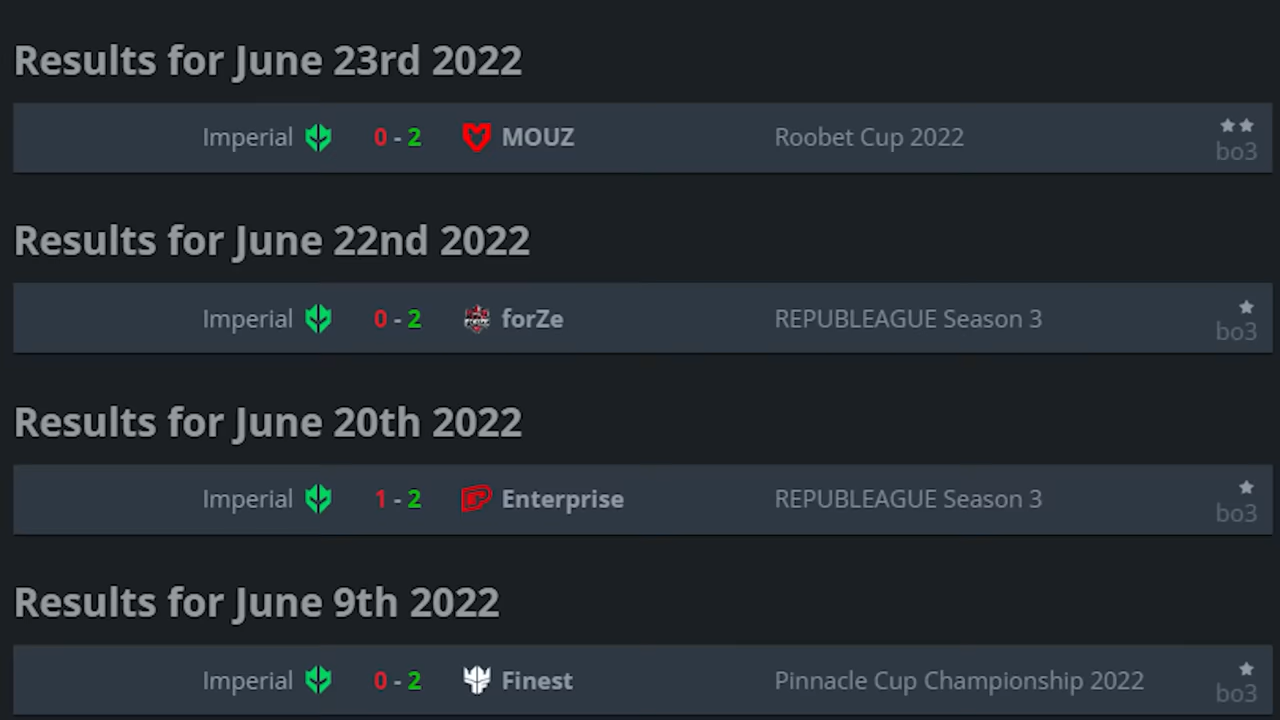 Results for June 23rd 2022
Imperial 0 - 2 MOUZ Roobet Cup 2022 bo3
Results for June 22nd 2022
Imperial 0 - 2 forZe REPUBLEAGUE Season 3 bo3
Results for June 20th 2022
Imperial 1 - 2 Enterprise REPUBLEAGUE Season 3 bo3
Results for June 9th 2022
Imperial 0 - 2 Finest Pinnacle Cup Championship 2022 bo3